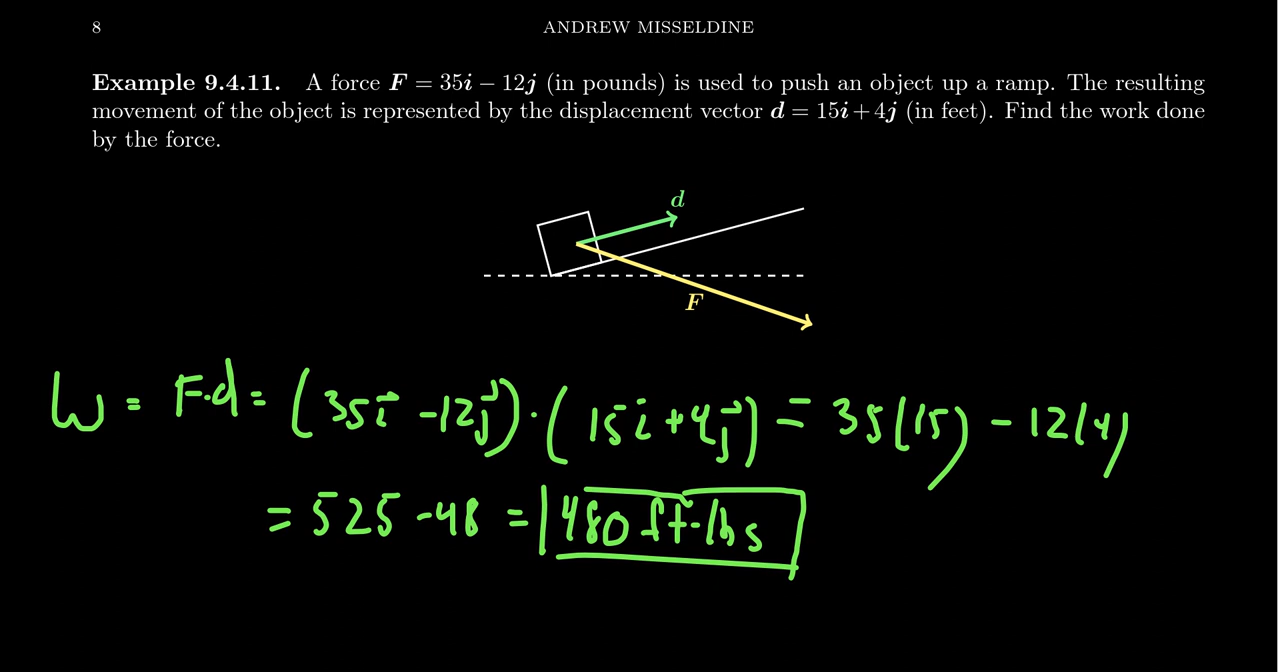 8 ANDREW MISSELDINE
Example 9.4.11. A force F = 35i − 12j (in pounds) is used to push an object up a ramp. The resulting
movement of the object is represented by the displacement vector d = 15i + 4j (in feet). Find the work done
by the force.
d
F
W = F·d = (35i − 12j)·(15i + 4j) = 35(15) − 12(4)
= 525 − 48 = 480 ft-lbs